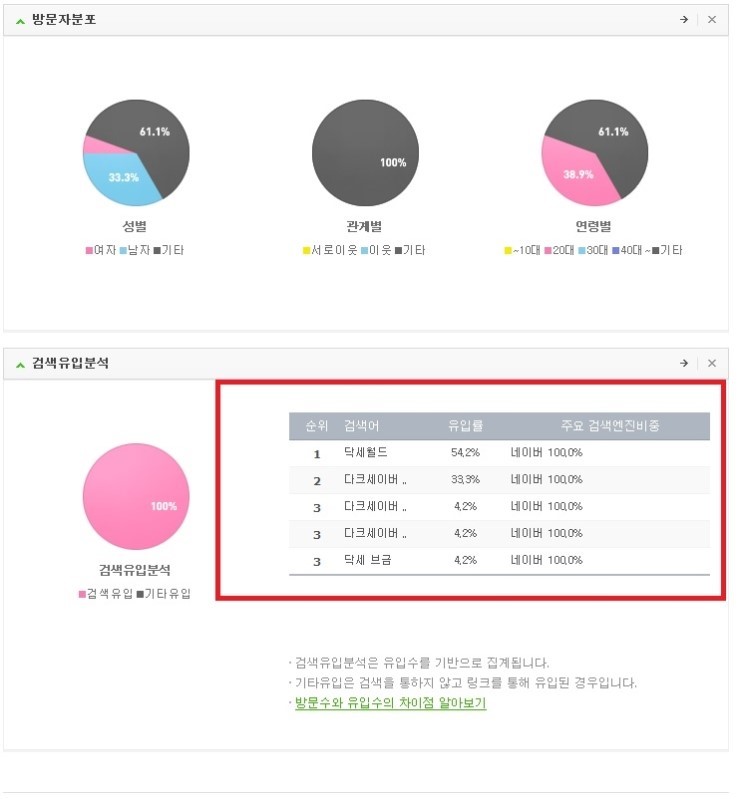 방문자분포
61.1%
33.3%
100%
61.1%
38.9%
성별
관계별
연령별
여자 남자 기타
서로이웃 이웃 기타
~10대 20대 30대 40대~ 기타
검색유입분석
순위 검색어 유입률 주요 검색엔진비중
1 닥세월드 54.2% 네이버 100.0%
2 다크세이버 .. 33.3% 네이버 100.0%
3 다크세이버 .. 4.2% 네이버 100.0%
3 다크세이버 .. 4.2% 네이버 100.0%
3 닥세 브금 4.2% 네이버 100.0%
100%
검색유입분석
검색유입 기타유입
· 검색유입분석은 유입수를 기반으로 집계됩니다.
· 기타유입은 검색을 통하지 않고 링크를 통해 유입된 경우입니다.
· 방문수와 유입수의 차이점 알아보기